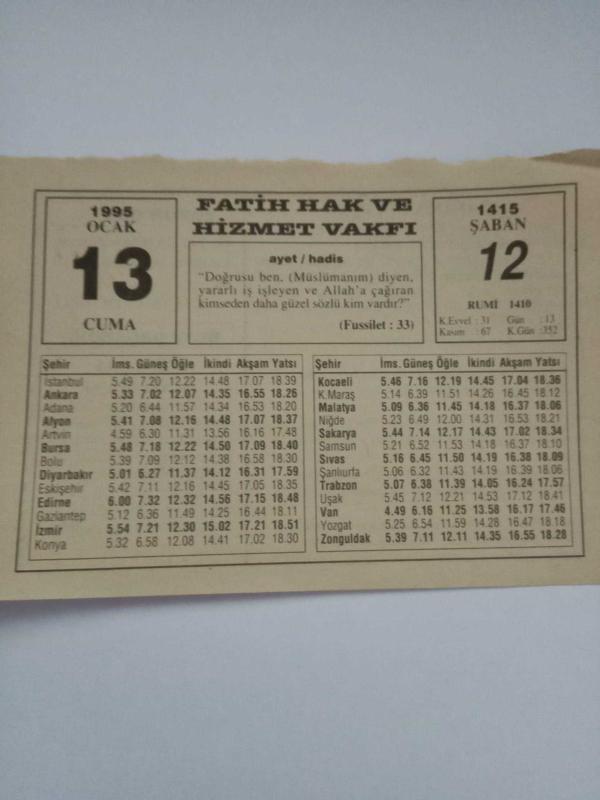 1995
OCAK
13
CUMA
FATİH HAK VE
HİZMET VAKFI
ayet / hadis
“Doğrusu ben, (Müslümanım) diyen,
yararlı iş işleyen ve Allah’a çağıran
kimseden daha güzel sözlü kim vardır?”
(Fussilet : 33)
1415
ŞABAN
12
RUMİ 1410
K.Evvel : 31 Gün : 13
Kasım : 67 K.Gün :352
Şehir İms. Güneş Öğle İkindi Akşam Yatsı
İstanbul 5.49 7.20 12.22 14.48 17.07 18.39
Ankara 5.33 7.02 12.07 14.35 16.55 18.26
Adana 5.20 6.44 11.57 14.34 16.53 18.20
Afyon 5.41 7.08 12.16 14.48 17.07 18.37
Artvin 4.59 6.30 11.31 13.56 16.16 17.48
Bursa 5.48 7.18 12.22 14.50 17.09 18.40
Bolu 5.39 7.09 12.12 14.38 16.58 18.30
Diyarbakır 5.01 6.27 11.37 14.12 16.31 17.59
Eskişehir 5.42 7.11 12.16 14.45 17.05 18.35
Edirne 6.00 7.32 12.32 14.56 17.15 18.48
Gaziantep 5.12 6.36 11.49 14.25 16.44 18.11
İzmir 5.54 7.21 12.30 15.02 17.21 18.51
Konya 5.32 6.58 12.08 14.41 17.02 18.30
Şehir İms. Güneş Öğle İkindi Akşam Yatsı
Kocaeli 5.46 7.16 12.19 14.45 17.04 18.36
K.Maraş 5.14 6.39 11.51 14.26 16.45 18.12
Malatya 5.09 6.36 11.45 14.18 16.37 18.06
Niğde 5.23 6.49 12.00 14.31 16.53 18.21
Sakarya 5.44 7.14 12.17 14.43 17.02 18.34
Samsun 5.21 6.52 11.53 14.18 16.37 18.10
Sıvas 5.16 6.45 11.50 14.19 16.38 18.09
Şanlıurfa 5.06 6.32 11.43 14.19 16.39 18.06
Trabzon 5.07 6.38 11.39 14.05 16.24 17.57
Uşak 5.45 7.12 12.21 14.53 17.12 18.41
Van 4.49 6.16 11.25 13.58 16.17 17.46
Yozgat 5.25 6.54 11.59 14.28 16.47 18.18
Zonguldak 5.39 7.11 12.11 14.35 16.55 18.28